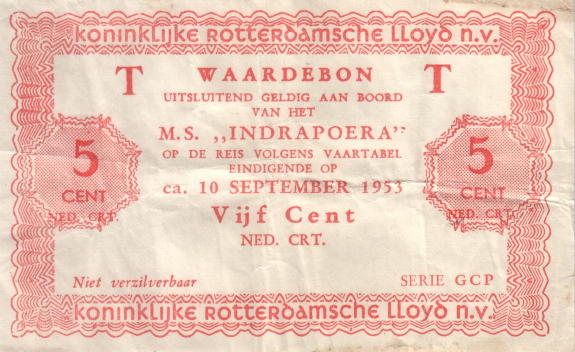 KONINKLIJKE ROTTERDAMSCHE LLOYD N.V.
T WAARDEBON T
UITSLUITEND GELDIG AAN BOORD
VAN HET
M.S. „INDRAPOERA”
OP DE REIS VOLGENS VAARTABEL
EINDIGENDE OP
ca. 10 SEPTEMBER 1953
Vijf Cent
NED. CRT.
5
CENT
NED. CRT.
5
CENT
NED. CRT.
Niet verzilverbaar
SERIE GCP
KONINKLIJKE ROTTERDAMSCHE LLOYD N.V.